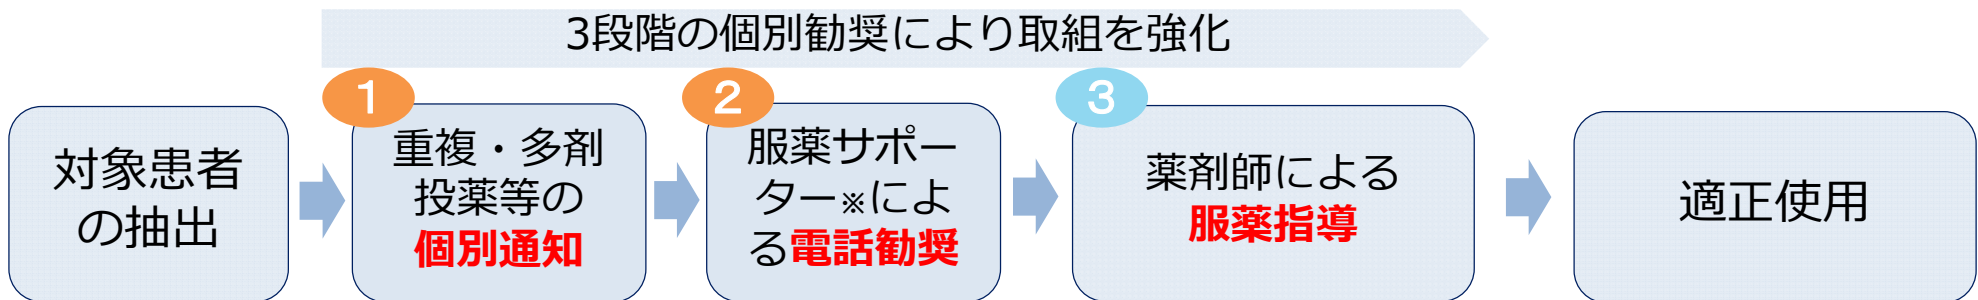 3段階の個別勧奨により取組を強化
対象患者
の抽出
1
重複・多剤
投薬等の
個別通知
2
服薬サポー
ター※によ
る電話勧奨
3
薬剤師による
服薬指導
適正使用